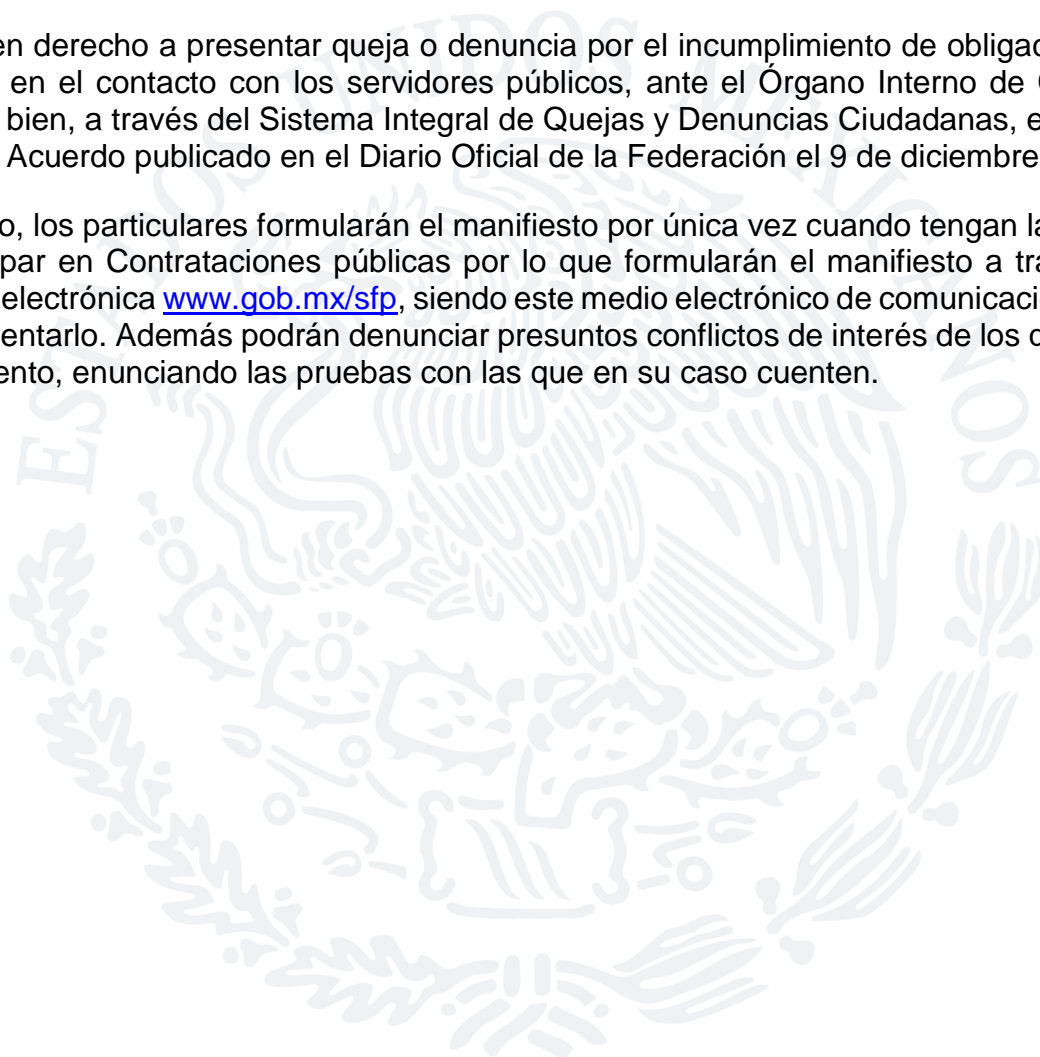 en derecho a presentar queja o denuncia por el incumplimiento de obligac
en el contacto con los servidores públicos, ante el Órgano Interno de
bien, a través del Sistema Integral de Quejas y Denuncias Ciudadanas, e
Acuerdo publicado en el Diario Oficial de la Federación el 9 de diciembre
o, los particulares formularán el manifiesto por única vez cuando tengan la
par en Contrataciones públicas por lo que formularán el manifiesto a tra
electrónica www.gob.mx/sfp, siendo este medio electrónico de comunicaci
entarlo. Además podrán denunciar presuntos conflictos de interés de los
ento, enunciando las pruebas con las que en su caso cuenten.
ESTADOS UNIDOS MEXICANOS